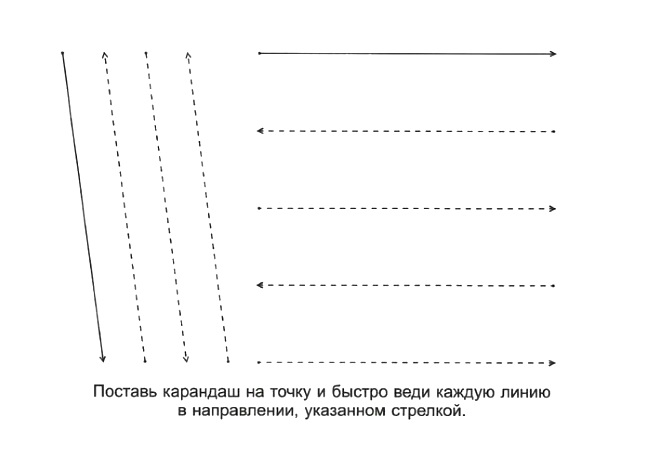 Поставь карандаш на точку и быстро веди каждую линию
в направлении, указанном стрелкой.